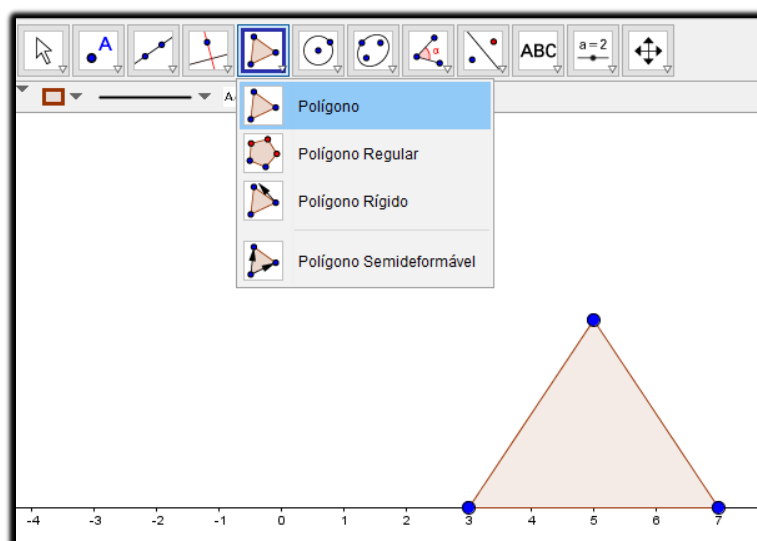 A
α
ABC
a=2
A
Polígono
Polígono Regular
Polígono Rígido
Polígono Semideformável
-4 -3 -2 -1 0 1 2 3 4 5 6 7